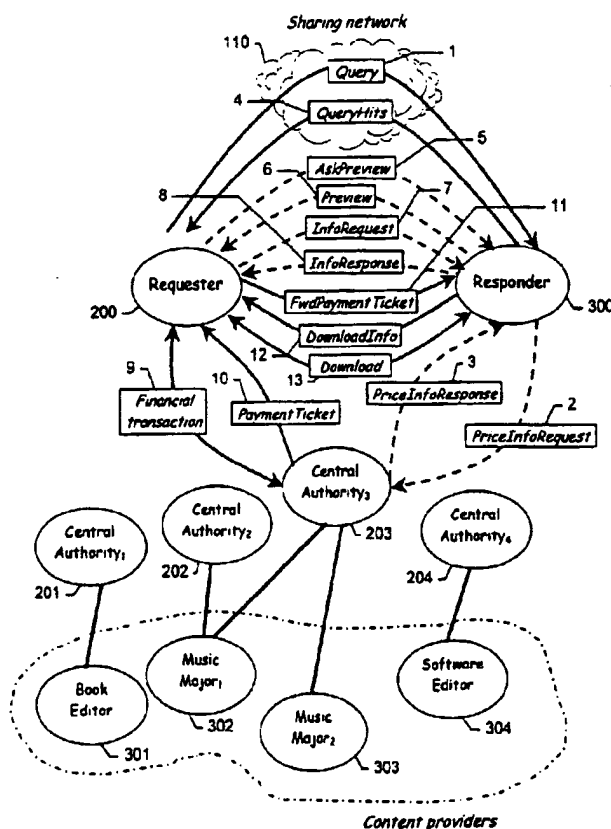 Sharing network
110
1
Query
4
QueryHits
5
AskPreview
6
Preview
7
8
InfoRequest
11
InfoResponse
Requester
Responder
200
FwdPaymentTicket
300
DownloadInfo
12
Download
13
3
9
10
PriceInfoResponse
Financial
transaction
PaymentTicket
2
PriceInfoRequest
Central
Authority3
203
Central
Authority1
201
Central
Authority2
202
Central
Authority4
204
Book
Editor
301
Music
Major1
302
Music
Major2
303
Software
Editor
304
Content providers